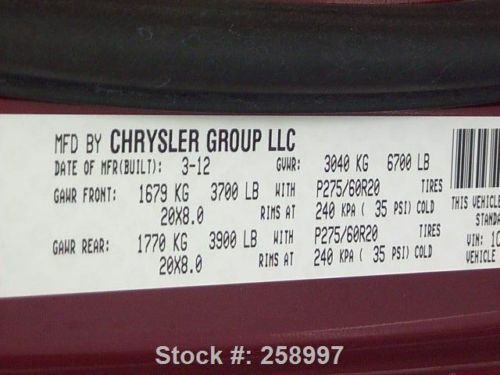 MFD BY CHRYSLER GROUP LLC
DATE OF MFR(BUILT): 3-12 GVWR: 3040 KG 6700 LB
GAWR FRONT: 1679 KG 3700 LB WITH P275/60R20 TIRES
20X8.0 RIMS AT 240 KPA ( 35 PSI) COLD
GAWR REAR: 1770 KG 3900 LB WITH P275/60R20 TIRES
20X8.0 RIMS AT 240 KPA ( 35 PSI) COLD
THIS VEHICLE
STANDA
VIN: 1C
VEHICLE
Stock #: 258997